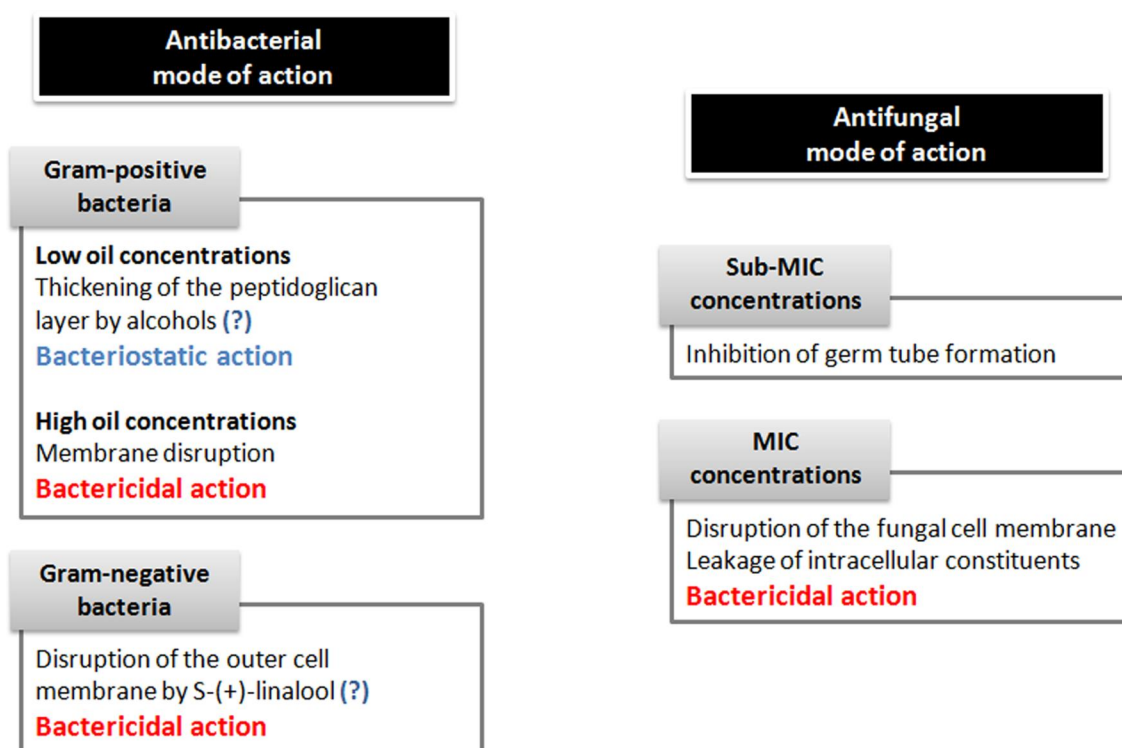 Antibacterial
mode of action
Gram-positive
bacteria
Low oil concentrations
Thickening of the peptidoglican
layer by alcohols (?)
Bacteriostatic action
High oil concentrations
Membrane disruption
Bactericidal action
Gram-negative
bacteria
Disruption of the outer cell
membrane by S-(+)-linalool (?)
Bactericidal action
Antifungal
mode of action
Sub-MIC
concentrations
Inhibition of germ tube formation
MIC
concentrations
Disruption of the fungal cell membrane
Leakage of intracellular constituents
Bactericidal action